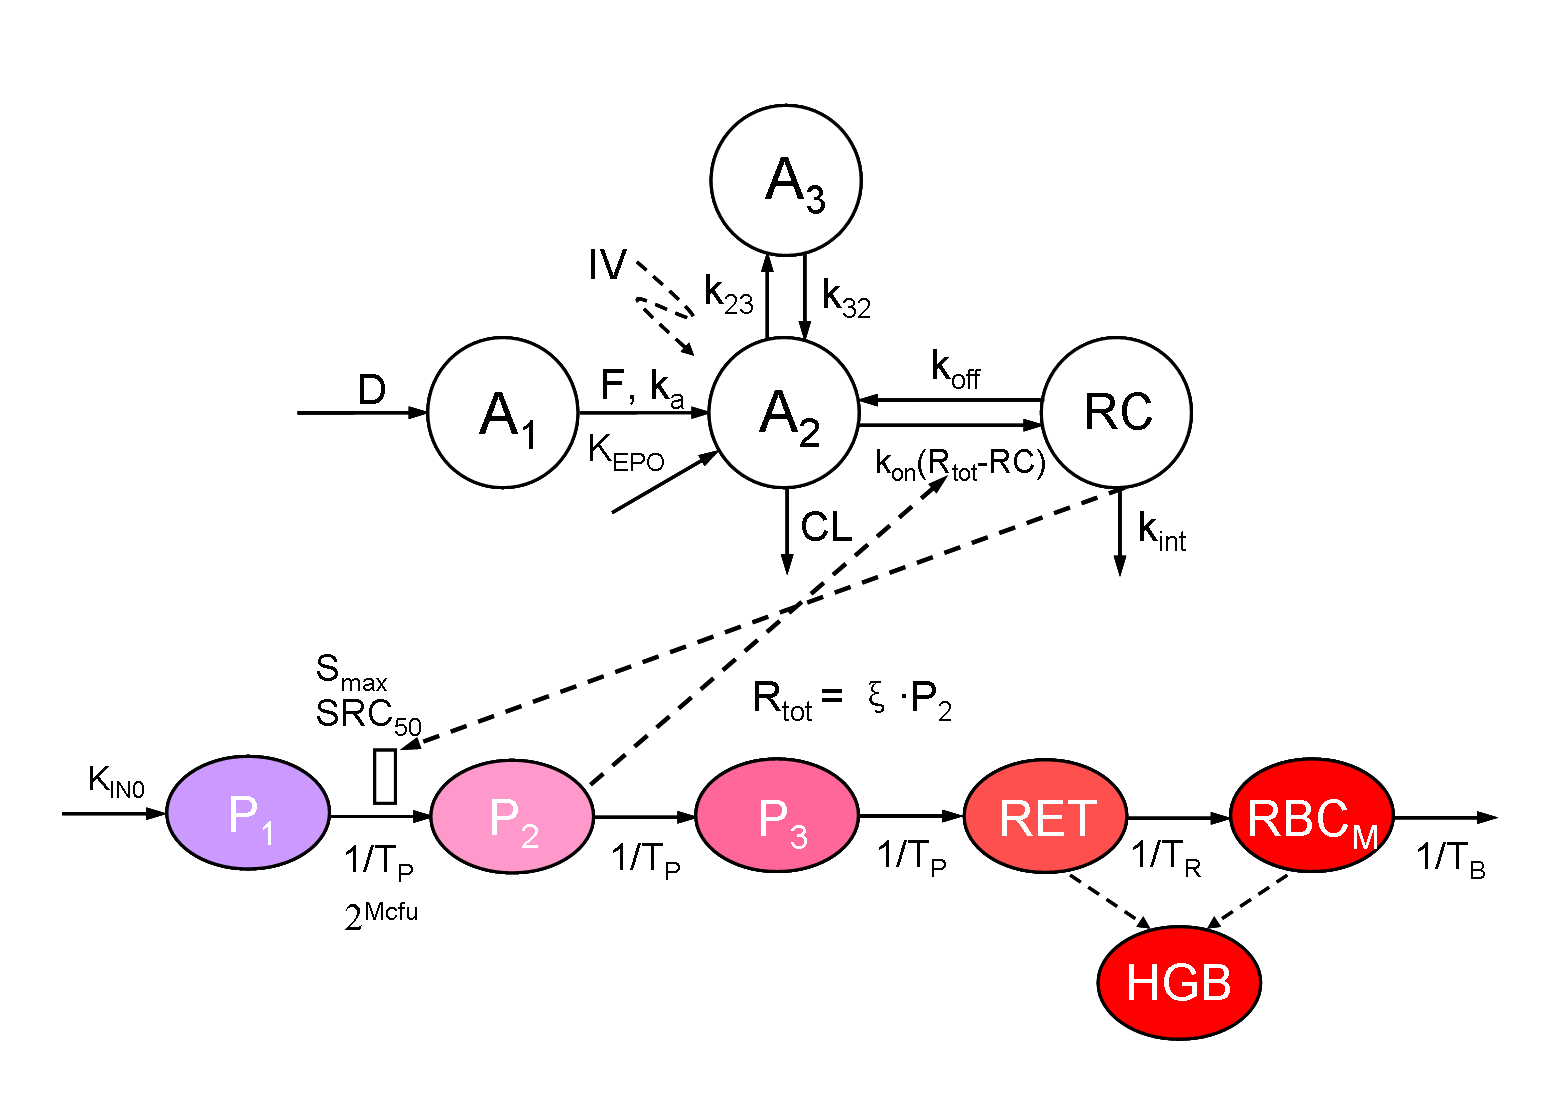 A3
IV
k23
k32
D
A1
F, ka
A2
koff
RC
KEPO
kon(Rtot-RC)
CL
kint
Smax
SRC50
Rtot = ξ ·P2
KIN0
P1
P2
P3
RET
RBCM
1/TP
1/TP
1/TP
1/TR
1/TB
2Mcfu
HGB